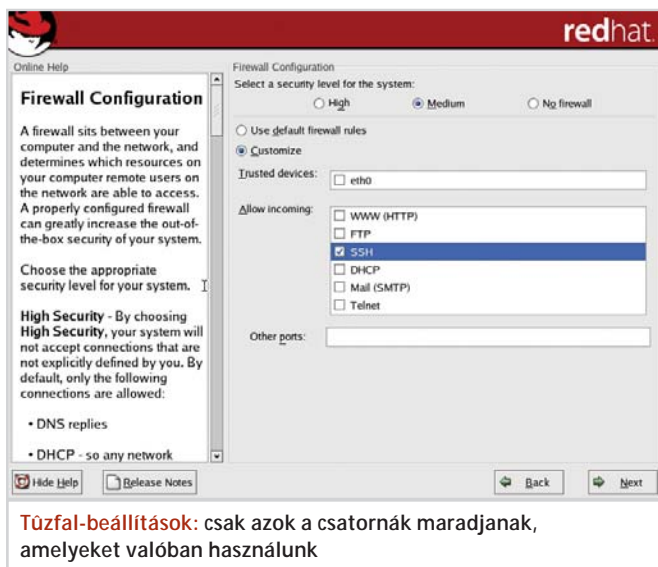 redhat.
Online Help
Firewall Configuration
A firewall sits between your
computer and the network, and
determines which resources on
your computer remote users on
the network are able to access.
A properly configured firewall
can greatly increase the out-of-
the-box security of your system.
Choose the appropriate
security level for your system.
High Security - By choosing
High Security, your system will
not accept connections that are
not explicitly defined by you. By
default, only the following
connections are allowed:
• DNS replies
• DHCP - so any network
Firewall Configuration
Select a security level for the system:
High Medium No firewall
Use default firewall rules
Customize
Trusted devices:
eth0
Allow incoming:
WWW (HTTP)
FTP
SSH
DHCP
Mail (SMTP)
Telnet
Other ports:
Hide Help Release Notes Back Next
Tûzfal-beállítások: csak azok a csatornák maradjanak,
amelyeket valóban használunk